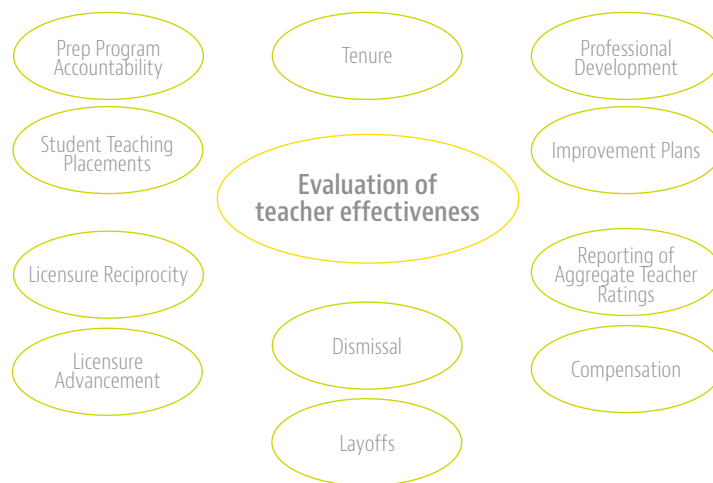 Prep Program
Accountability
Tenure
Professional
Development
Student Teaching
Placements
Improvement Plans
Evaluation of
teacher effectiveness
Licensure Reciprocity
Reporting of
Aggregate Teacher
Ratings
Dismissal
Licensure
Advancement
Compensation
Layoffs